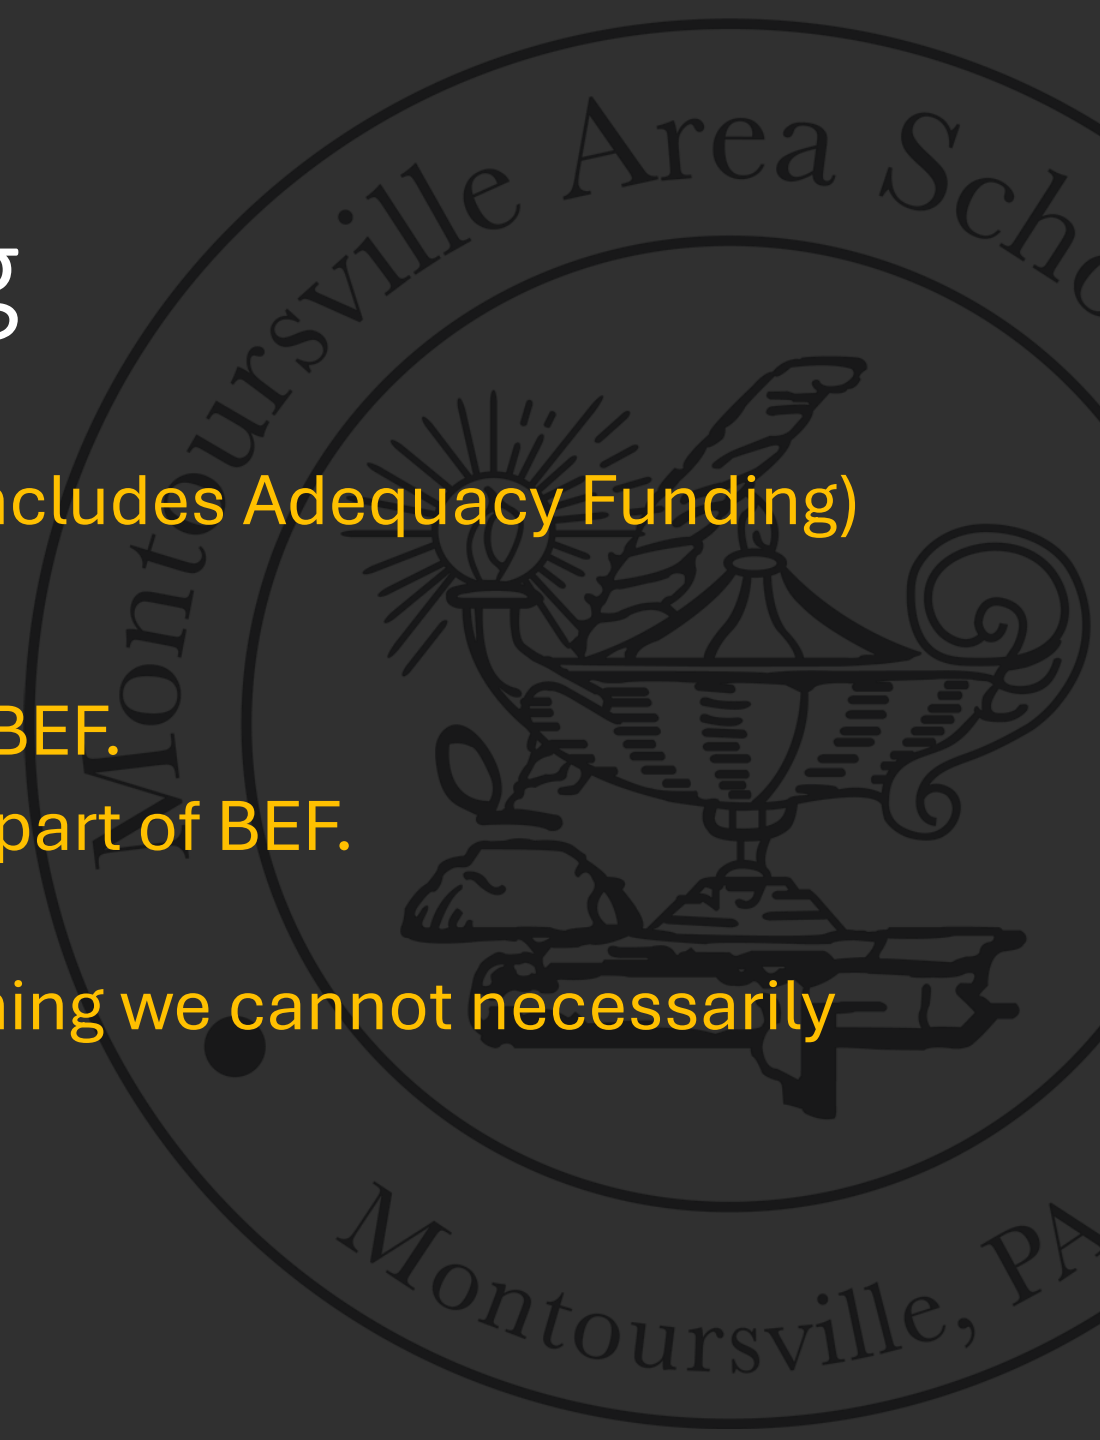 g
ncludes Adequacy Funding)
BEF.
part of BEF.
ning we cannot necessarily
Montoursville Area Scho
Montoursville, PA